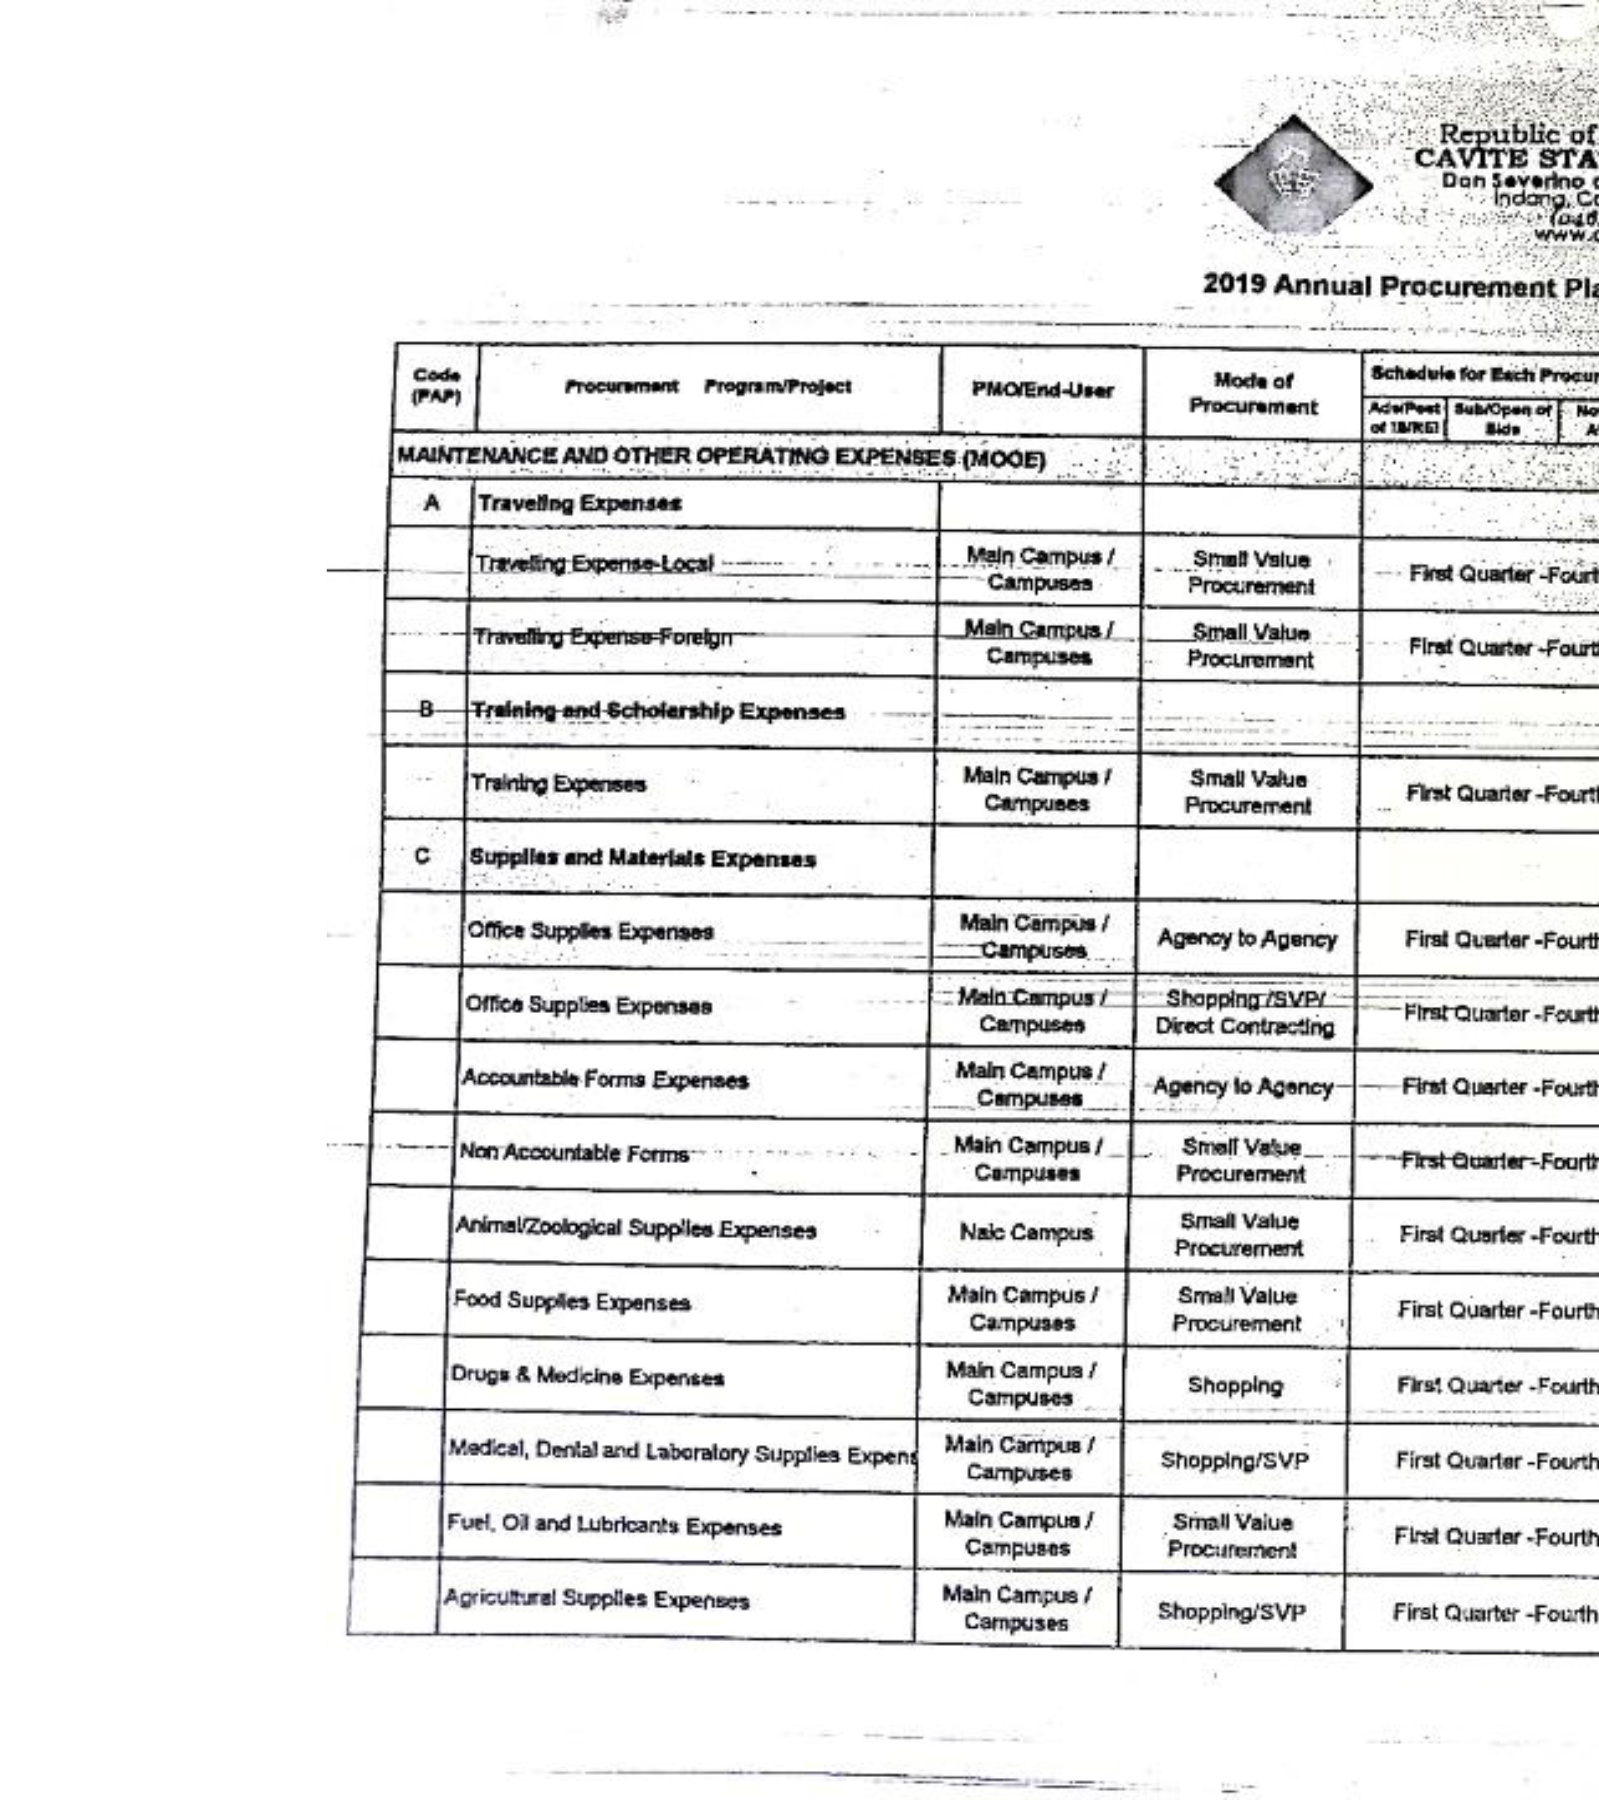 Republic of
CAVITE STA
Don Severino
Indang, Ca
(046
www.c
2019 Annual Procurement Pla
Code
(PAP)
Procurement Program/Project
PMO/End-User
Mode of
Procurement
Schedule for Each Procur
Ads/Post
of IB/REI
Sub/Open of
Bids
No
A
MAINTENANCE AND OTHER OPERATING EXPENSES (MOOE)
A Traveling Expenses
Travelling Expense-Local
Main Campus /
Campuses
Small Value
Procurement
First Quarter -Fourt
Travelling Expense-Foreign
Main Campus /
Campuses
Small Value
Procurement
First Quarter -Fourt
B Training and Scholarship Expenses
Training Expenses
Main Campus /
Campuses
Small Value
Procurement
First Quarter -Fourt
C Supplies and Materials Expenses
Office Supplies Expenses
Main Campus /
Campuses
Agency to Agency
First Quarter -Fourth
Office Supplies Expenses
Main Campus /
Campuses
Shopping /SVP/
Direct Contracting
First Quarter -Fourth
Accountable Forms Expenses
Main Campus /
Campuses
Agency to Agency
First Quarter -Fourth
Non Accountable Forms
Main Campus /
Campuses
Small Value
Procurement
First Quarter -Fourth
Animal/Zoological Supplies Expenses
Naic Campus
Small Value
Procurement
First Quarter -Fourth
Food Supplies Expenses
Main Campus /
Campuses
Small Value
Procurement
First Quarter -Fourth
Drugs & Medicine Expenses
Main Campus /
Campuses
Shopping
First Quarter -Fourth
Medical, Dental and Laboratory Supplies Expens
Main Campus /
Campuses
Shopping/SVP
First Quarter -Fourth
Fuel, Oil and Lubricants Expenses
Main Campus /
Campuses
Small Value
Procurement
First Quarter -Fourth
Agricultural Supplies Expenses
Main Campus /
Campuses
Shopping/SVP
First Quarter -Fourth